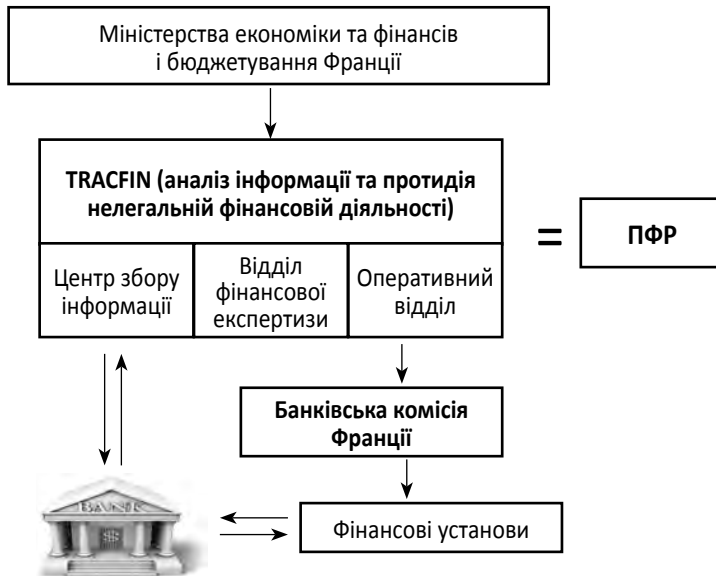 Міністерства економіки та фінансів
і бюджетування Франції
TRACFIN (аналіз інформації та протидія
нелегальній фінансовій діяльності)
=
ПФР
Центр збору
інформації
Відділ
фінансової
експертизи
Оперативний
відділ
Банківська комісія
Франції
BANK
$
Фінансові установи